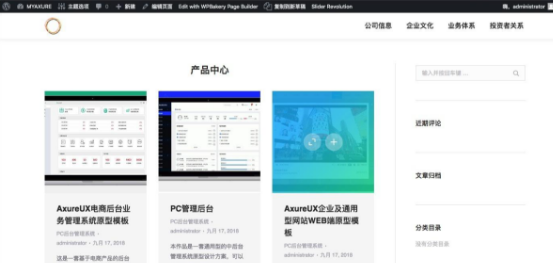 MYAXURE 主题选项 0 新建 编辑页面 Edit with WPBakery Page Builder 复制到新草稿 Slider Revolution 嗨，administrator
公司信息 企业文化 业务体系 投资者关系
产品中心
AxureUX电商后台业
务管理系统原型模板
PC后台管理系统 -
administrator • 九月 17, 2018
这是一套基于电商产品的后台
PC管理后台
PC后台管理系统 -
administrator • 九月 17, 2018
本作品是一套通用型的中后台
管理系统原型设计方案，可以
AxureUX企业及通用
型网站WEB端原型模
板
PC后台管理系统 -
administrator • 九月 17, 2018
近期评论
文章归档
分类目录
没有分类目录